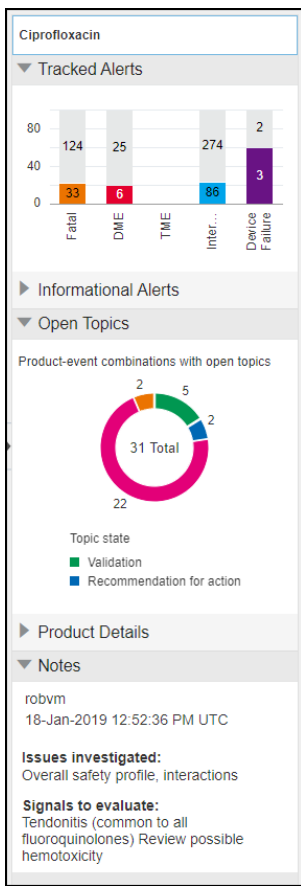 Ciprofloxacin
Tracked Alerts
80
40
0
124
33
25
6
274
86
2
3
Fatal
DME
TME
Inter...
Device
Failure
Informational Alerts
Open Topics
Product-event combinations with open topics
2
5
2
31 Total
22
Topic state
Validation
Recommendation for action
Product Details
Notes
robvm
18-Jan-2019 12:52:36 PM UTC
Issues investigated:
Overall safety profile, interactions
Signals to evaluate:
Tendonitis (common to all
fluoroquinolones) Review possible
hemotoxicity